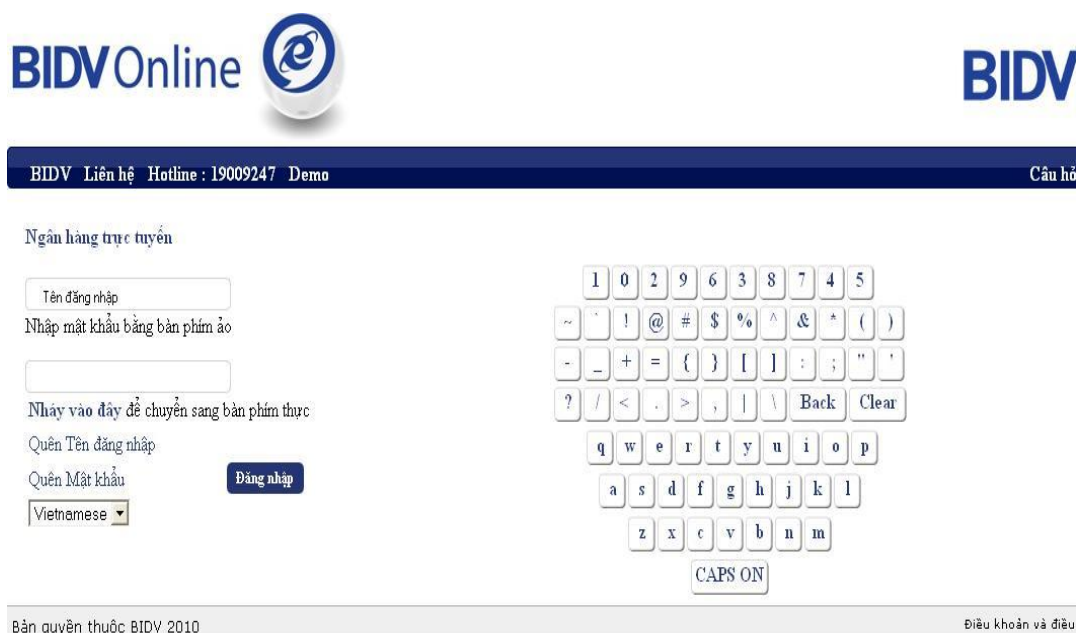 BIDV Online
BIDV
BIDV Liên hệ Hotline : 19009247 Demo
Câu hỏ
Ngân hàng trực tuyến
Tên đăng nhập
Nhập mật khẩu bằng bàn phím ảo
Nháy vào đây để chuyển sang bàn phím thực
Quên Tên đăng nhập
Quên Mật khẩu
Đăng nhập
Vietnamese
1 0 2 9 6 3 8 7 4 5
~ ` ! @ # $ % ^ & * ( )
- _ + = { } [ ] : ; " '
? / < . > , | \ Back Clear
q w e r t y u i o p
a s d f g h j k l
z x c v b n m
CAPS ON
Bản quyền thuộc BIDV 2010
Điều khoản và điều